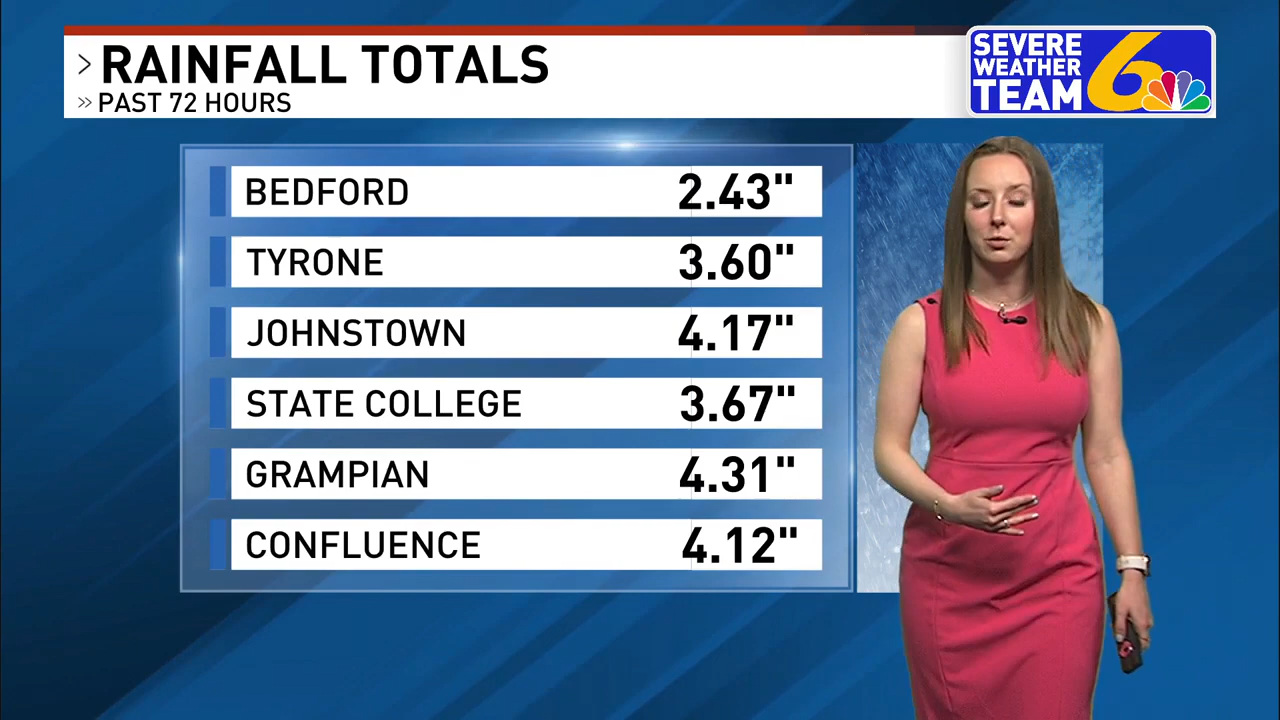 > RAINFALL TOTALS
» PAST 72 HOURS
SEVERE
WEATHER
TEAM 6
BEDFORD 2.43"
TYRONE 3.60"
JOHNSTOWN 4.17"
STATE COLLEGE 3.67"
GRAMPIAN 4.31"
CONFLUENCE 4.12"